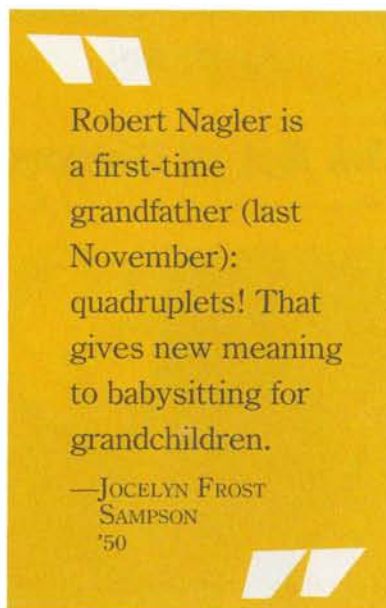 Robert Nagler is
a first-time
grandfather (last
November):
quadruplets! That
gives new meaning
to babysitting for
grandchildren.
—JOCELYN FROST
SAMPSON
'50